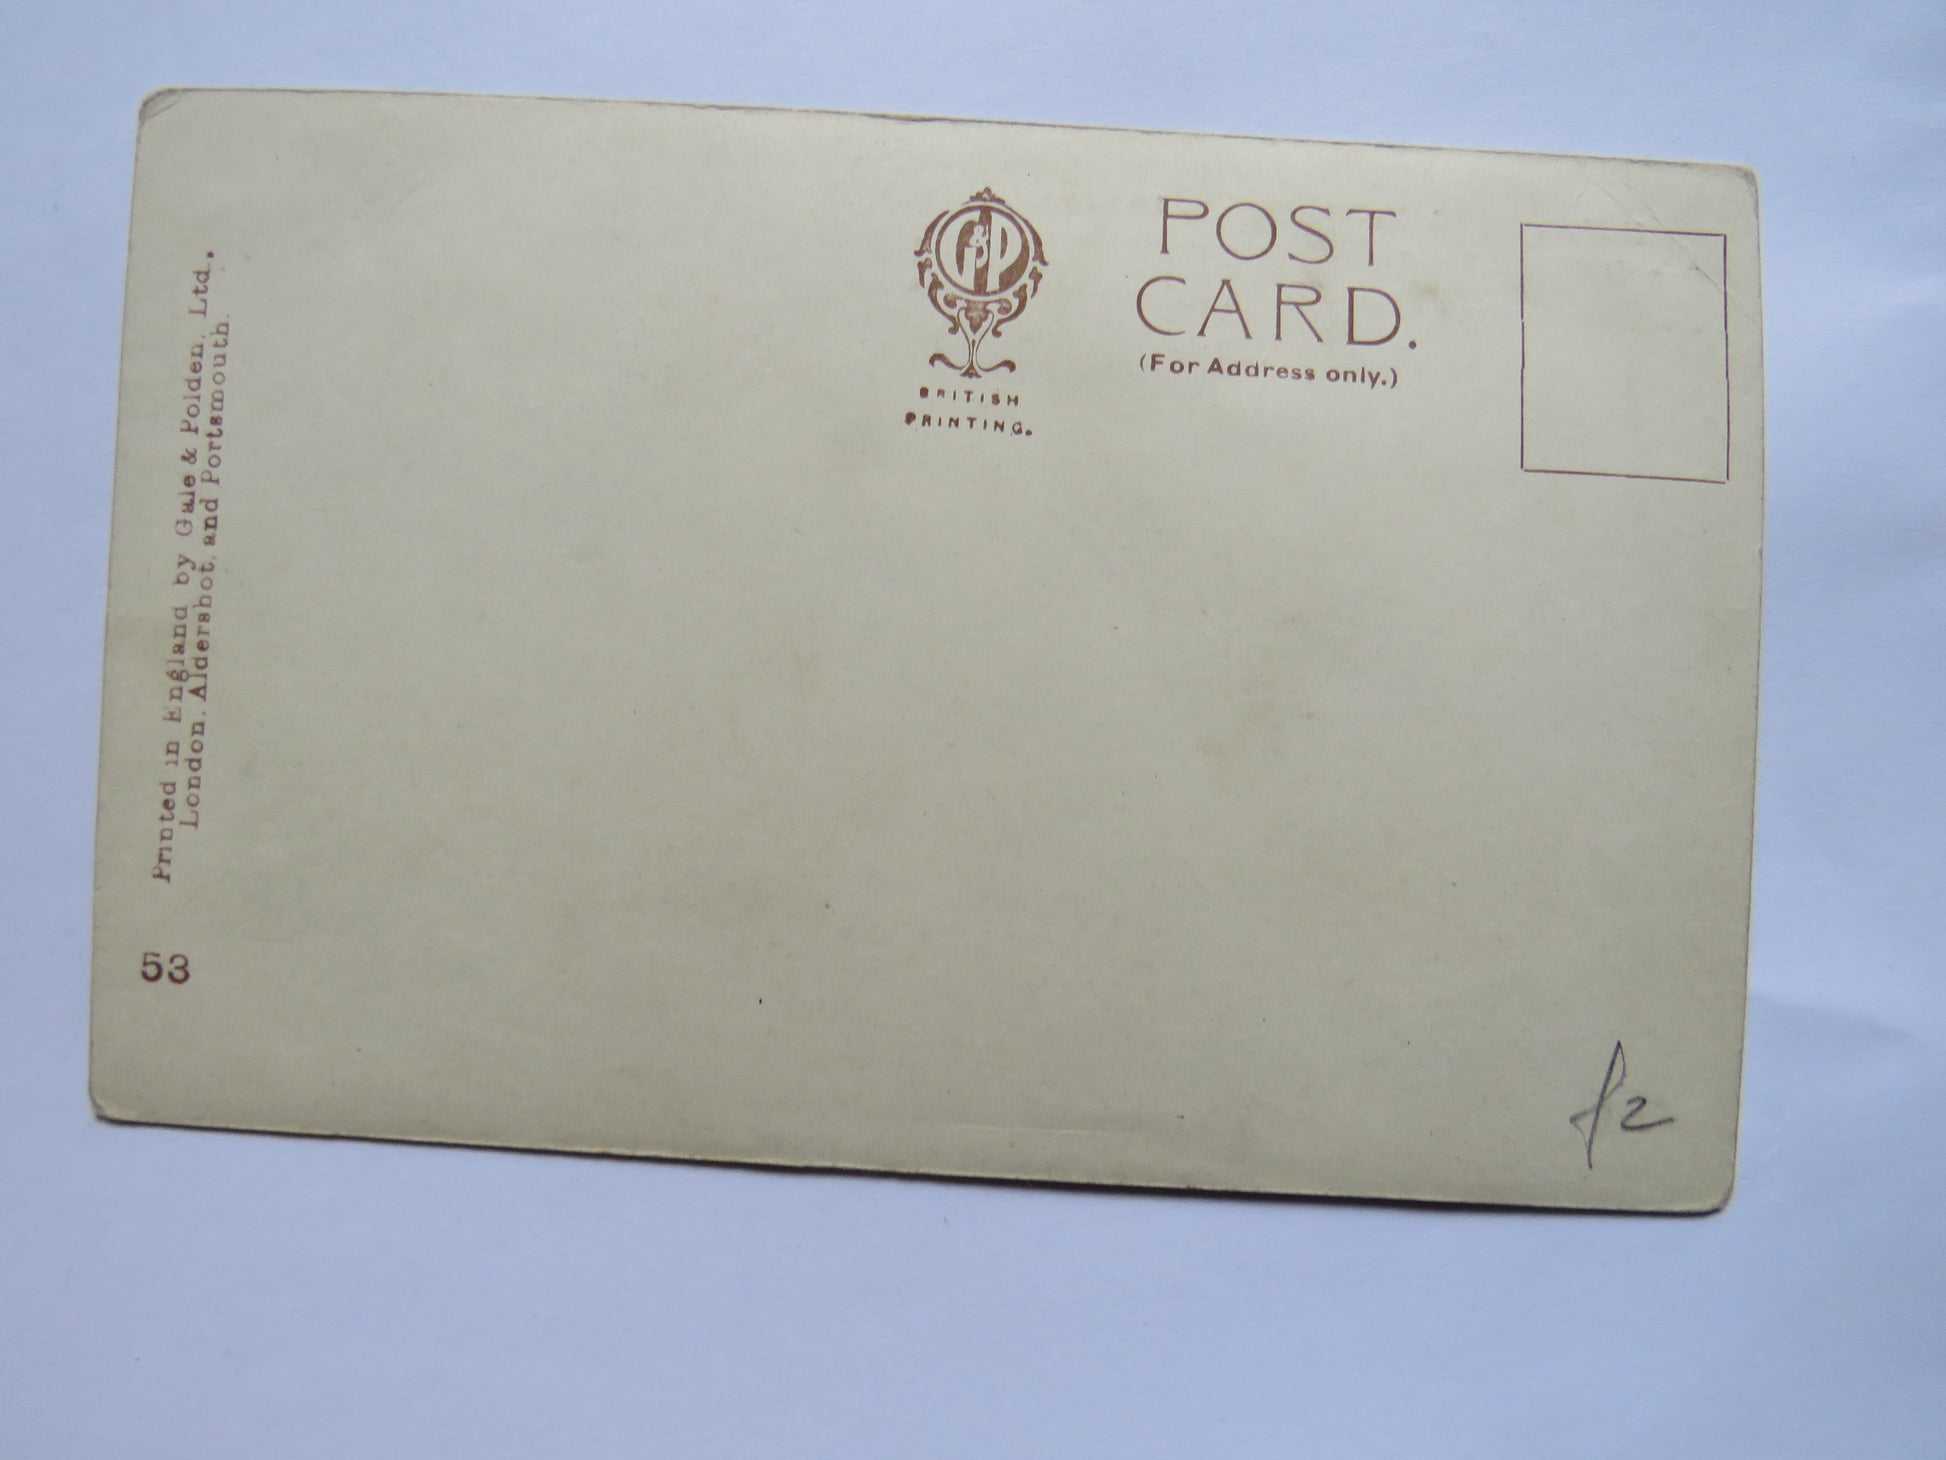 Printed in England by Gale & Polden, Ltd.,
London, Aldershot, and Portsmouth.
53
G&P
BRITISH
PRINTING.
POST
CARD.
(For Address only.)
£2